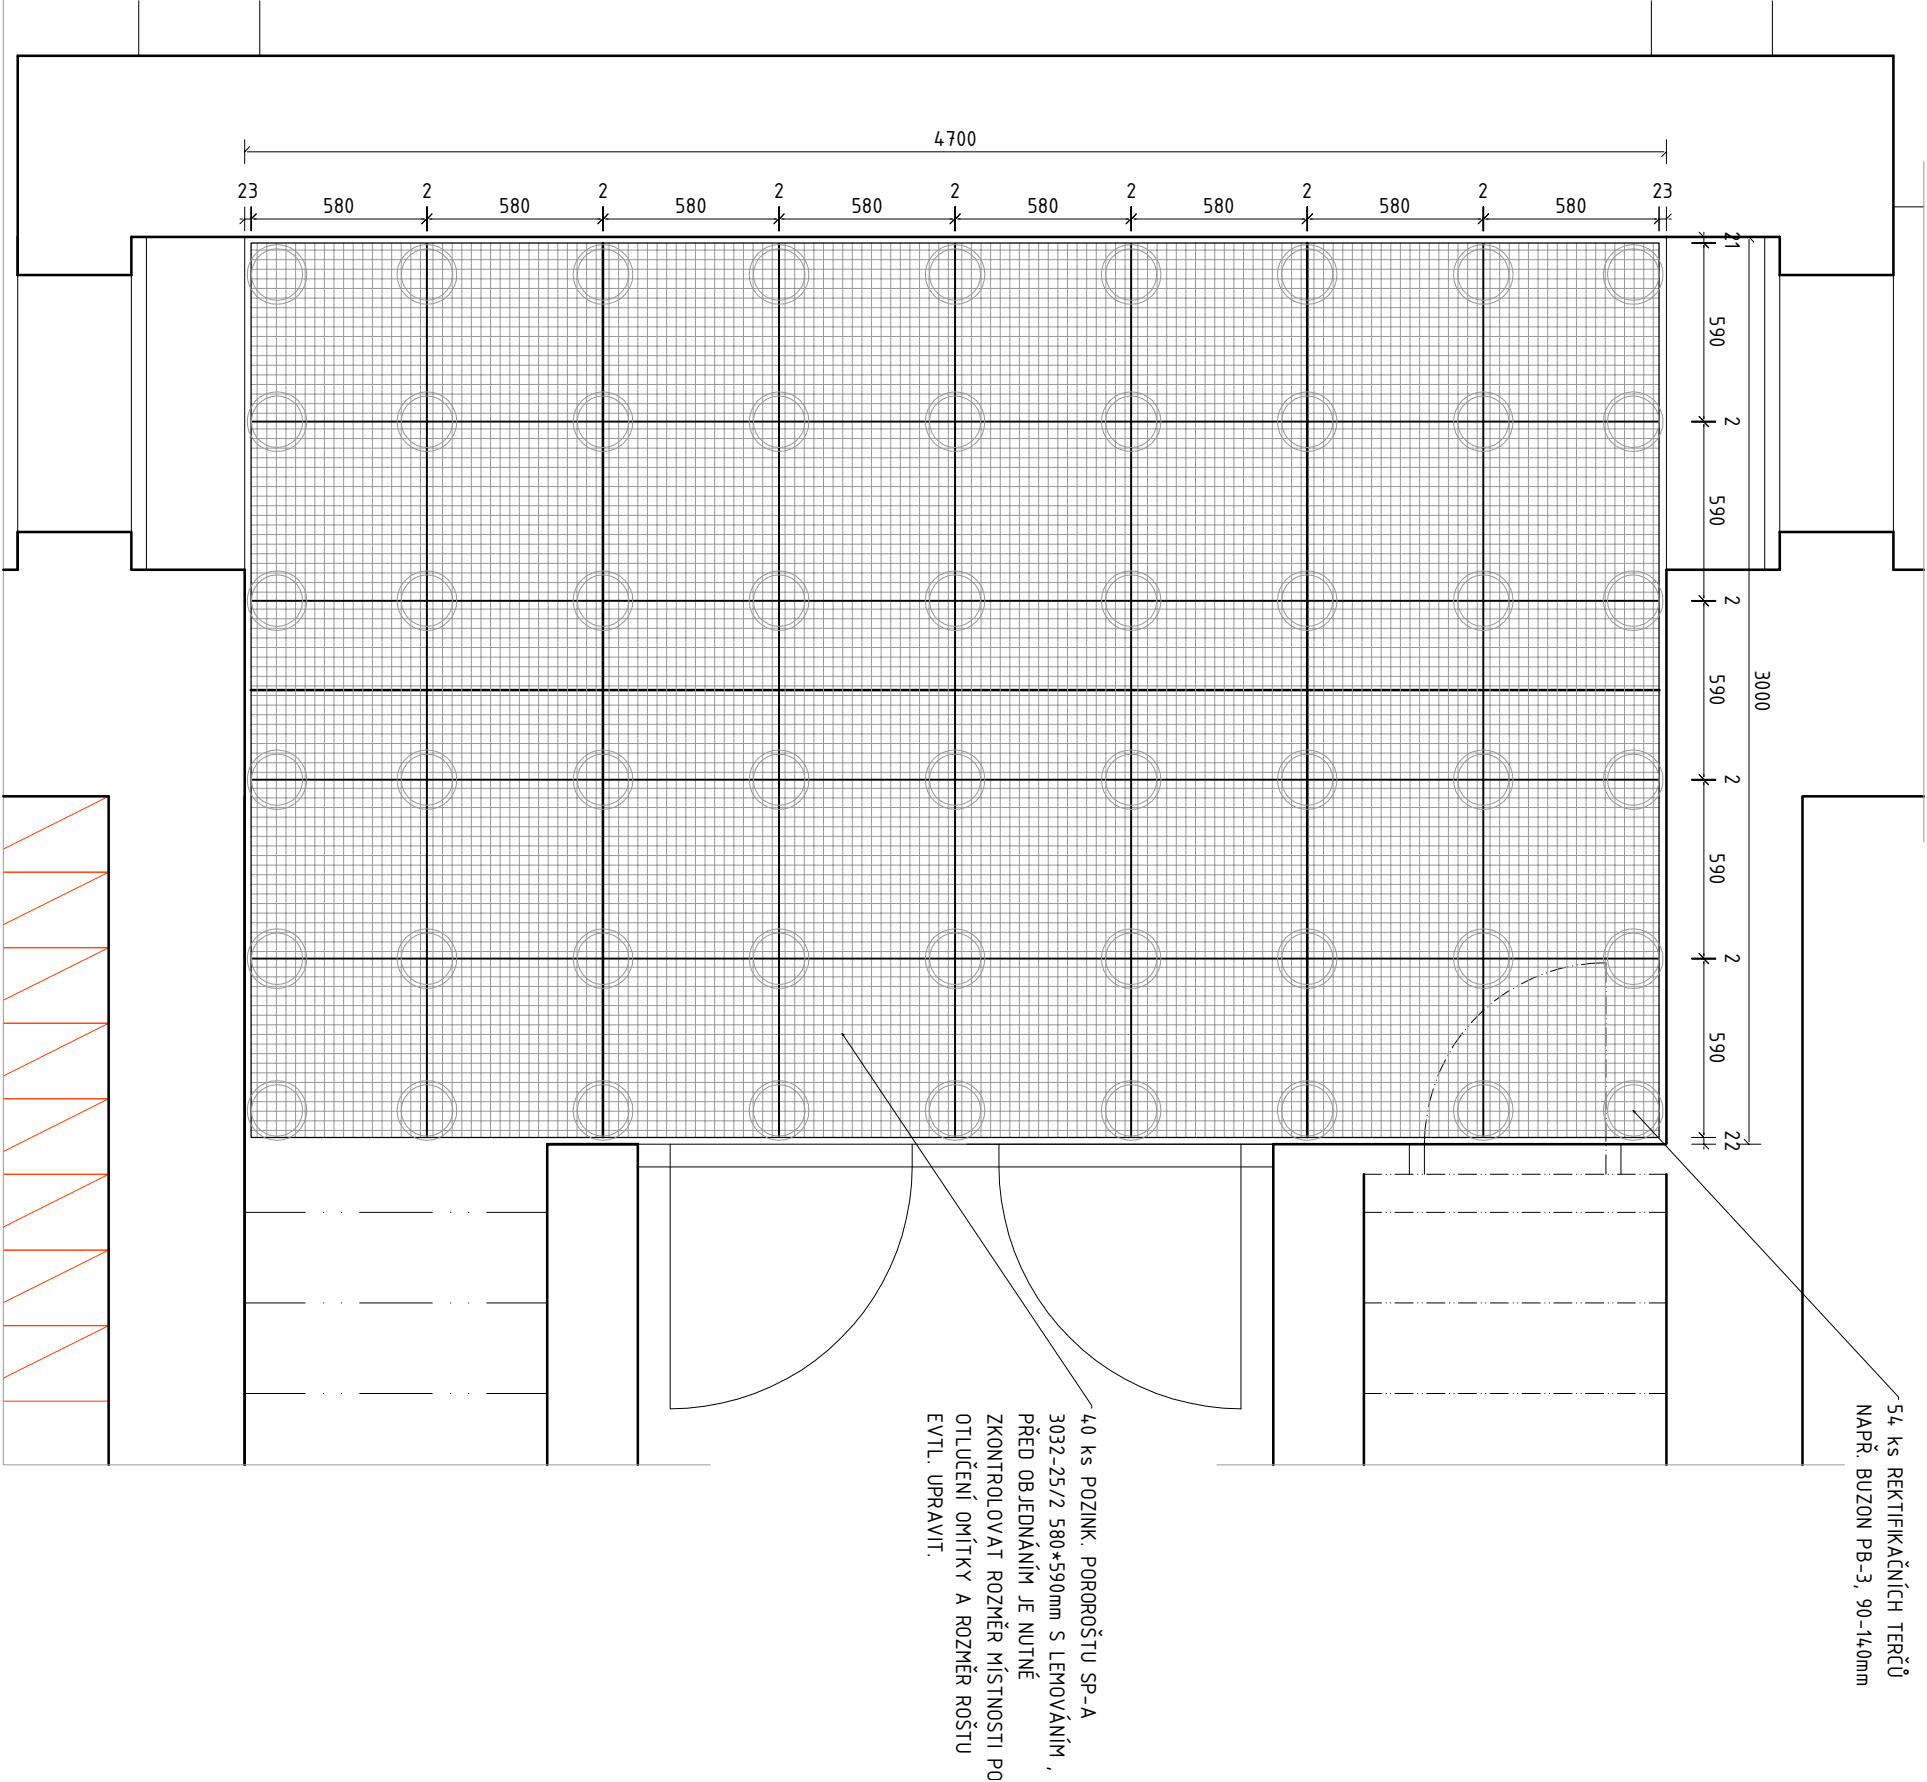 4700
23 2 2 2 2 2 2 2 23
580 580 580 580 580 580 580 580
21
590
2
590
2
590
2
590
2
590
22
3000
54 ks REKTIFIKAČNÍCH TERČŮ
NAPŘ. BUZON PB-3, 90-140mm
40 ks POZINK. POROROŠTU SP-A
3032-25/2 580*590mm S LEMOVÁNÍM ,
PŘED OBJEDNÁNÍM JE NUTNÉ
ZKONTROLOVAT ROZMĚR MÍSTNOSTI PO
OTLUČENÍ OMÍTKY A ROZMĚR ROŠTU
EVTL. UPRAVIT.